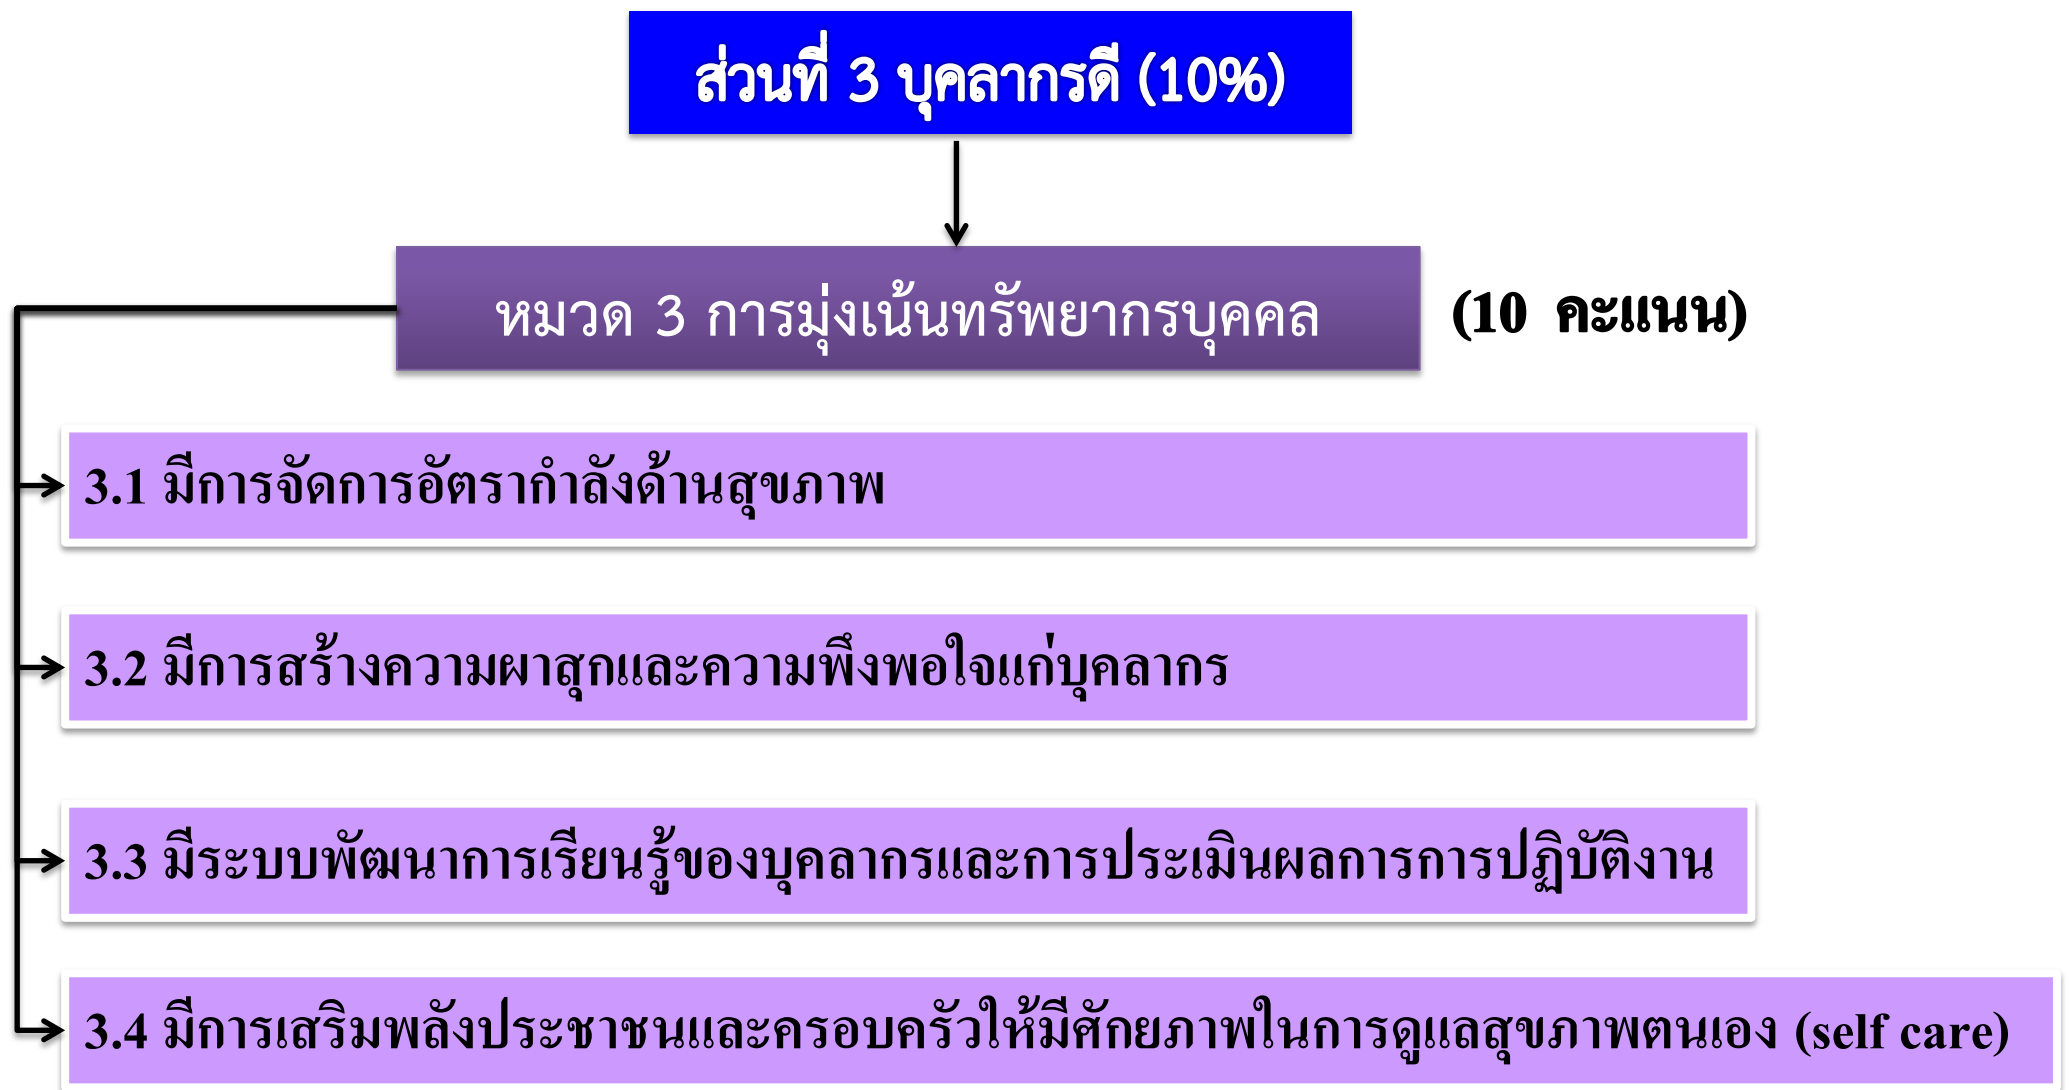 ส่วนที่ 3 บุคลากรดี (10%)
หมวด 3 การมุ่งเน้นทรัพยากรบุคคล (10 คะแนน)
3.1 มีการจัดการอัตรากำลังด้านสุขภาพ
3.2 มีการสร้างความผาสุกและความพึงพอใจแก่บุคลากร
3.3 มีระบบพัฒนาการเรียนรู้ของบุคลากรและการประเมินผลการการปฏิบัติงาน
3.4 มีการเสริมพลังประชาชนและครอบครัวให้มีศักยภาพในการดูแลสุขภาพตนเอง (self care)